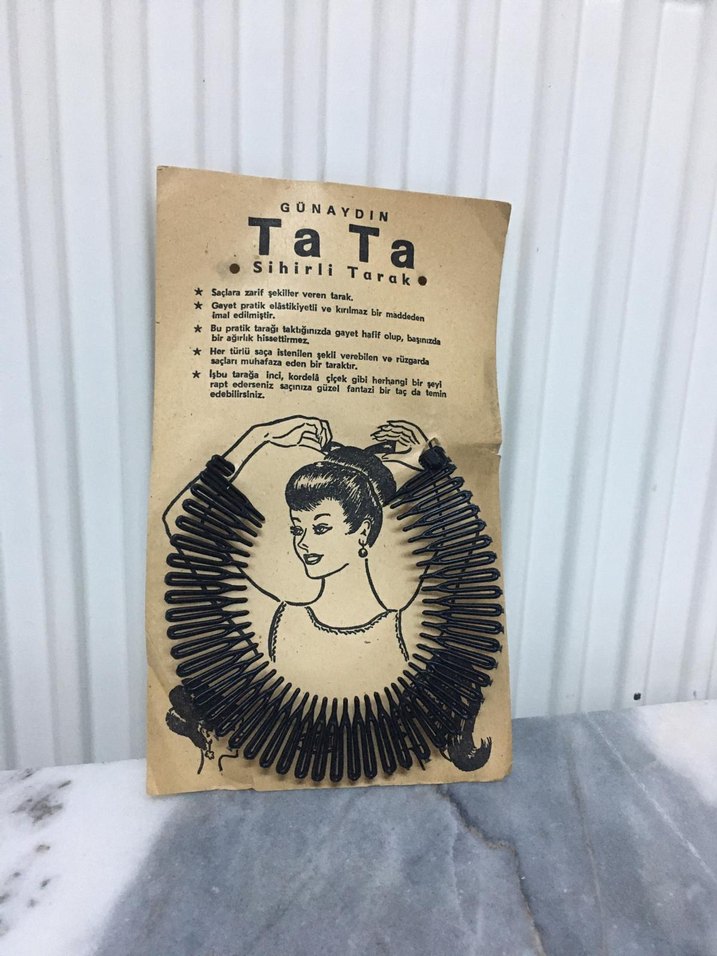 GÜNAYDIN
Ta Ta
• Sihirli Tarak •
★ Saçlara zarif şekiller veren tarak.
★ Gayet pratik elâstikiyetli ve kırılmaz bir maddeden
imal edilmiştir.
★ Bu pratik tarağı taktığınızda gayet hafif olup, başınızda
bir ağırlık hissettirmez.
★ Her türlü saça istenilen şekli verebilen ve rüzgarda
saçları muhafaza eden bir taraktır.
★ İşbu tarağa inci, kordelâ çiçek gibi herhangi bir şeyi
rapt ederseniz saçınıza güzel fantazi bir taç da temin
edebilirsiniz.